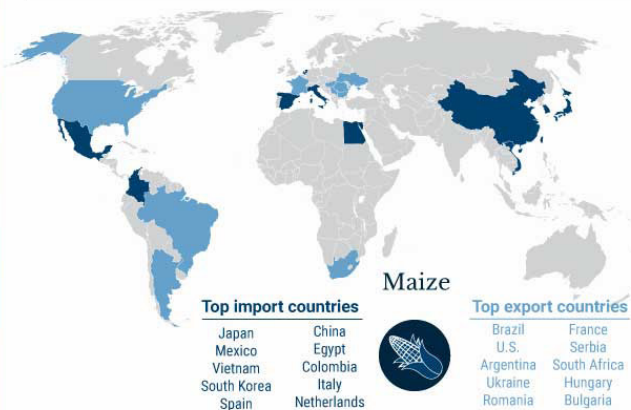 Maize
Top import countries
Japan China
Mexico Egypt
Vietnam Colombia
South Korea Italy
Spain Netherlands
Top export countries
Brazil France
U.S. Serbia
Argentina South Africa
Ukraine Hungary
Romania Bulgaria